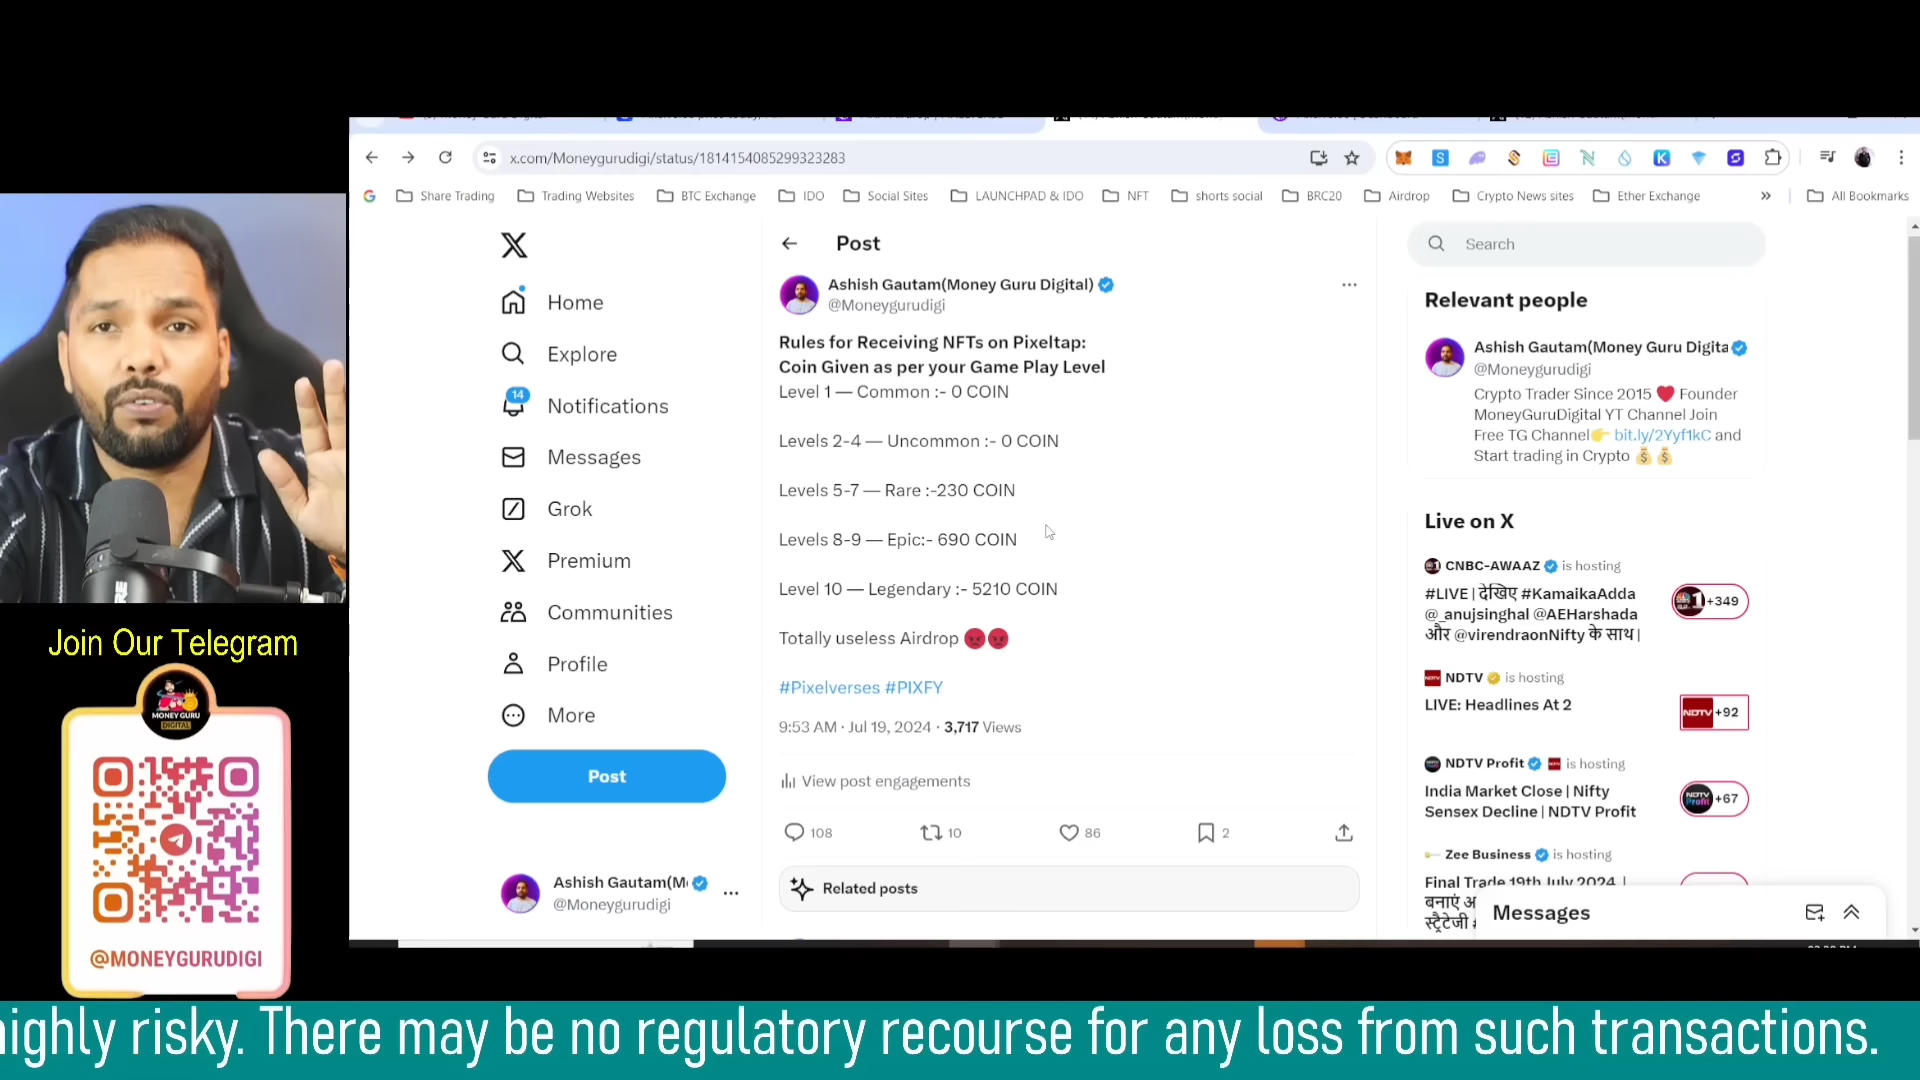 x.com/Moneygurudigi/status/1814154085299323283
Share Trading
Trading Websites
BTC Exchange
IDO
Social Sites
LAUNCHPAD & IDO
NFT
shorts social
BRC20
Airdrop
Crypto News sites
Ether Exchange
»
All Bookmarks
Home
Explore
14
Notifications
Messages
Grok
Premium
Communities
Profile
More
Post
Ashish Gautam(M
@Moneygurudigi
Post
Ashish Gautam(Money Guru Digital)
@Moneygurudigi
Rules for Receiving NFTs on Pixeltap:
Coin Given as per your Game Play Level
Level 1 — Common :- 0 COIN
Levels 2-4 — Uncommon :- 0 COIN
Levels 5-7 — Rare :-230 COIN
Levels 8-9 — Epic:- 690 COIN
Level 10 — Legendary :- 5210 COIN
Totally useless Airdrop 😡😡
#Pixelverses #PIXFY
9:53 AM · Jul 19, 2024 · 3,717 Views
View post engagements
108
10
86
2
Related posts
Search
Relevant people
Ashish Gautam(Money Guru Digita
@Moneygurudigi
Crypto Trader Since 2015 ❤️ Founder
MoneyGuruDigital YT Channel Join
Free TG Channel👉 bit.ly/2Yyf1kC and
Start trading in Crypto 💰💰
Live on X
CNBC-AWAAZ is hosting
#LIVE | देखिए #KamaikaAdda
@_anujsinghal @AEHarshada
और @virendraonNifty के साथ |
+349
NDTV is hosting
LIVE: Headlines At 2
NDTV +92
NDTV Profit is hosting
India Market Close | Nifty
Sensex Decline | NDTV Profit
NDTV Profit +67
Zee Business is hosting
Final Trade 19th July 2024 |
बनाएं अ
स्ट्रैटेजी #
Messages
Join Our Telegram
MONEY GURU
DIGITAL
@MONEYGURUDIGI
highly risky. There may be no regulatory recourse for any loss from such transactions.